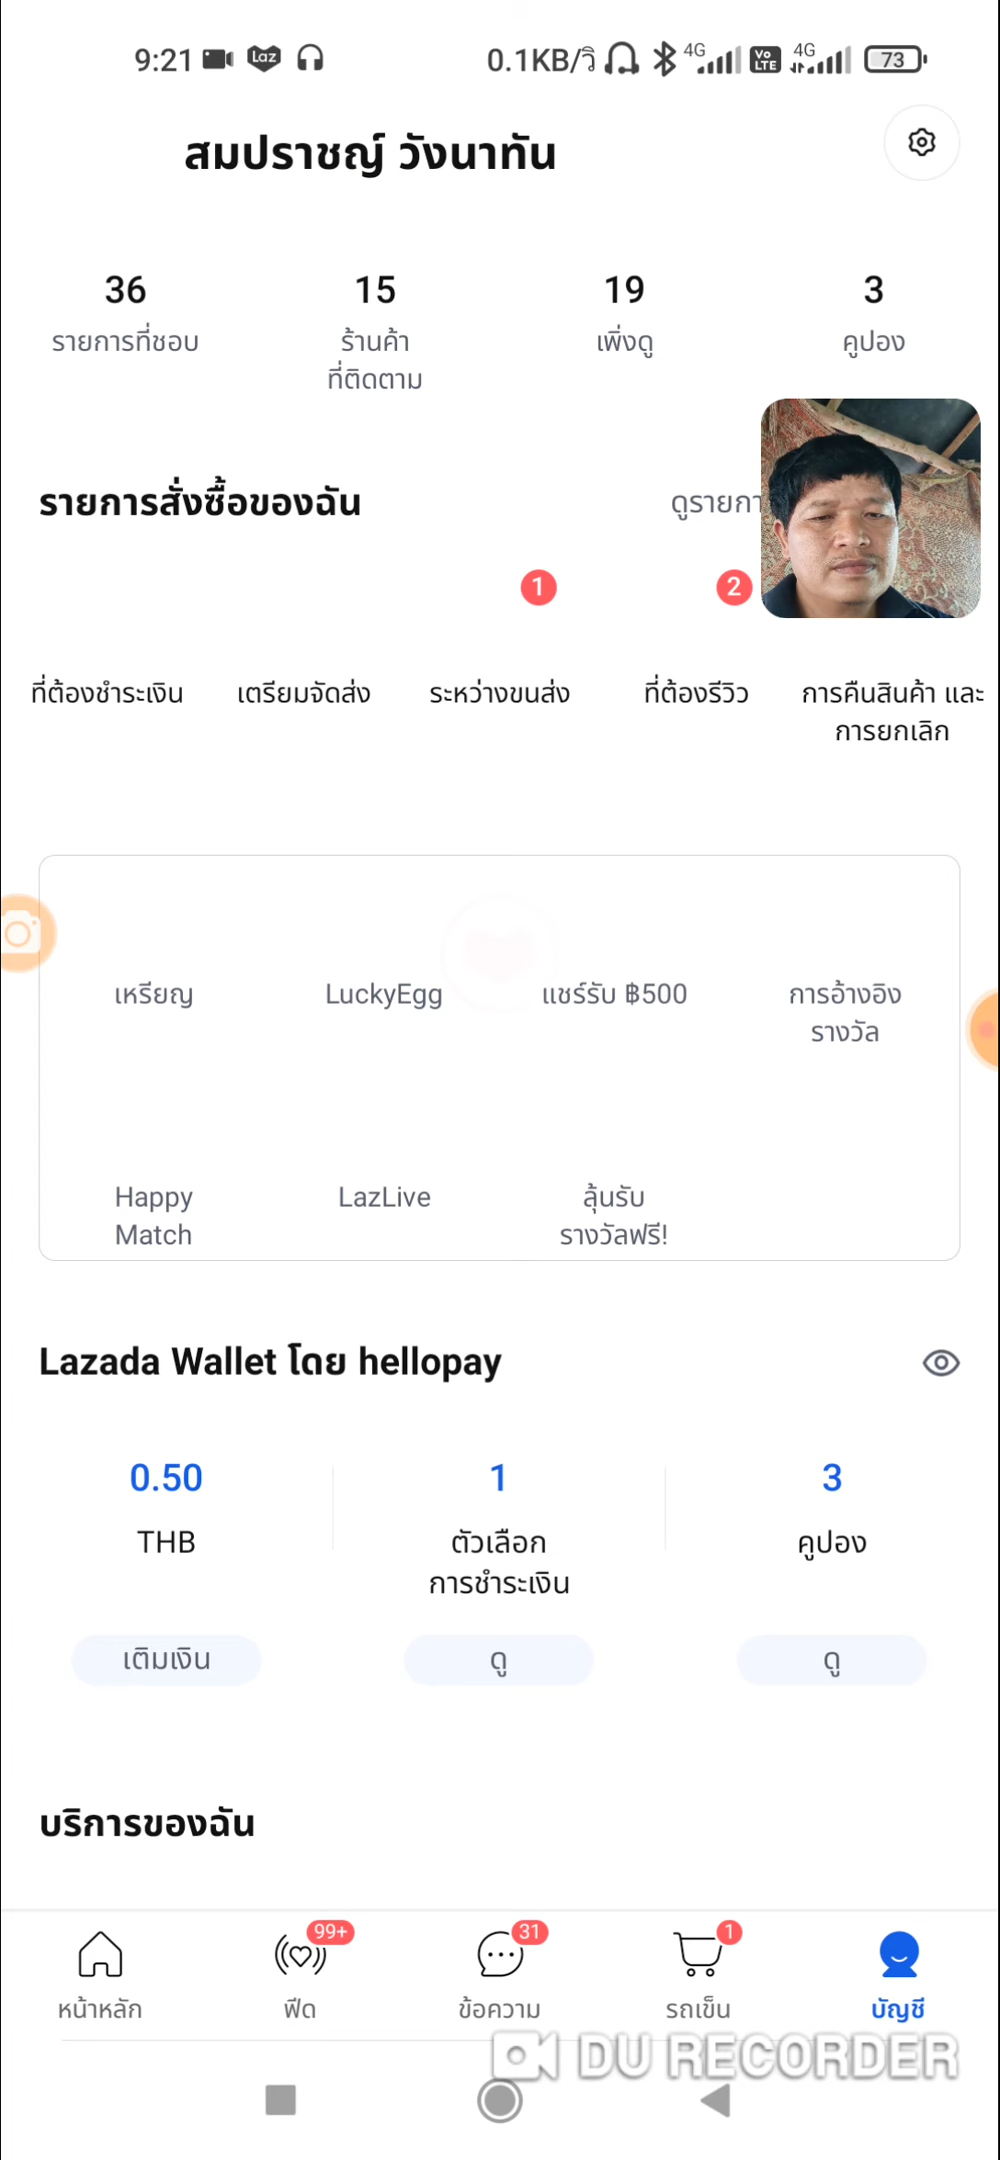 9:21 Laz 0.1KB/วิ 4G Vo LTE 4G 73
สมปราชญ์ วังนาทัน
36 15 19 3
รายการที่ชอบ ร้านค้า เพิ่งดู คูปอง
ที่ติดตาม
รายการสั่งซื้อของฉัน ดูรายกา
1 2
ที่ต้องชำระเงิน เตรียมจัดส่ง ระหว่างขนส่ง ที่ต้องรีวิว การคืนสินค้า และ
การยกเลิก
เหรียญ LuckyEgg แชร์รับ ฿500 การอ้างอิง
รางวัล
Happy LazLive ลุ้นรับ
Match รางวัลฟรี!
Lazada Wallet โดย hellopay
0.50 1 3
THB ตัวเลือก คูปอง
การชำระเงิน
เติมเงิน ดู ดู
บริการของฉัน
99+ 31 1
หน้าหลัก ฟีด ข้อความ รถเข็น บัญชี
DU RECORDER